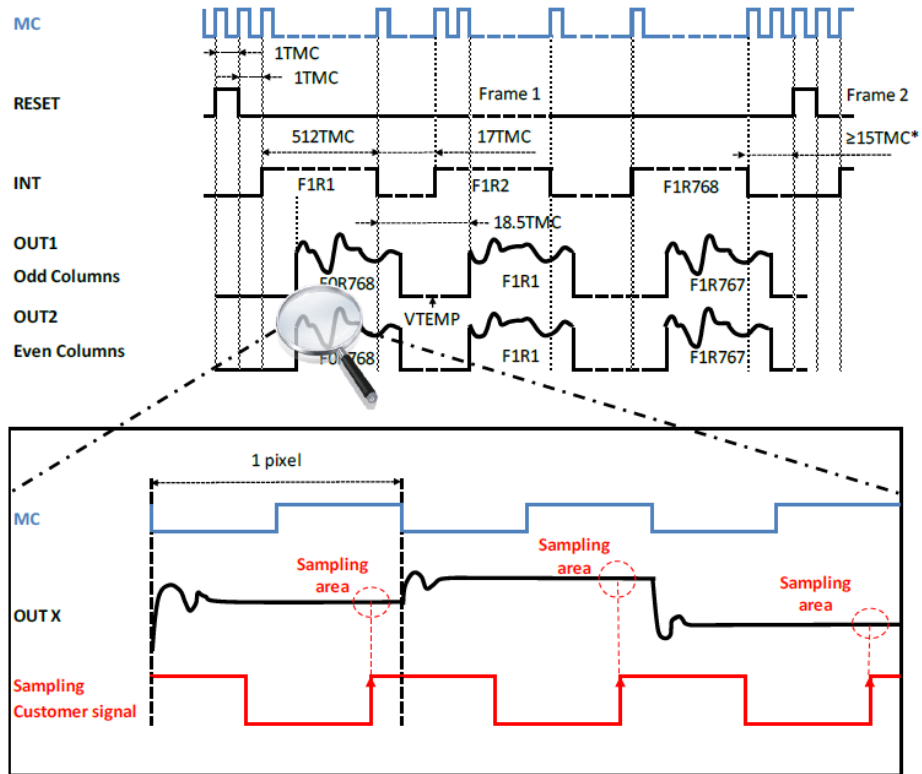 MC
1TMC
1TMC
RESET
Frame 1
Frame 2
512TMC
17TMC
≥15TMC*
INT
F1R1
F1R2
F1R768
18.5TMC
OUT1
Odd Columns
F0R768
F1R1
F1R767
VTEMP
OUT2
Even Columns
F0R768
F1R1
F1R767
1 pixel
MC
Sampling
area
Sampling
area
Sampling
area
OUT X
Sampling
Customer signal